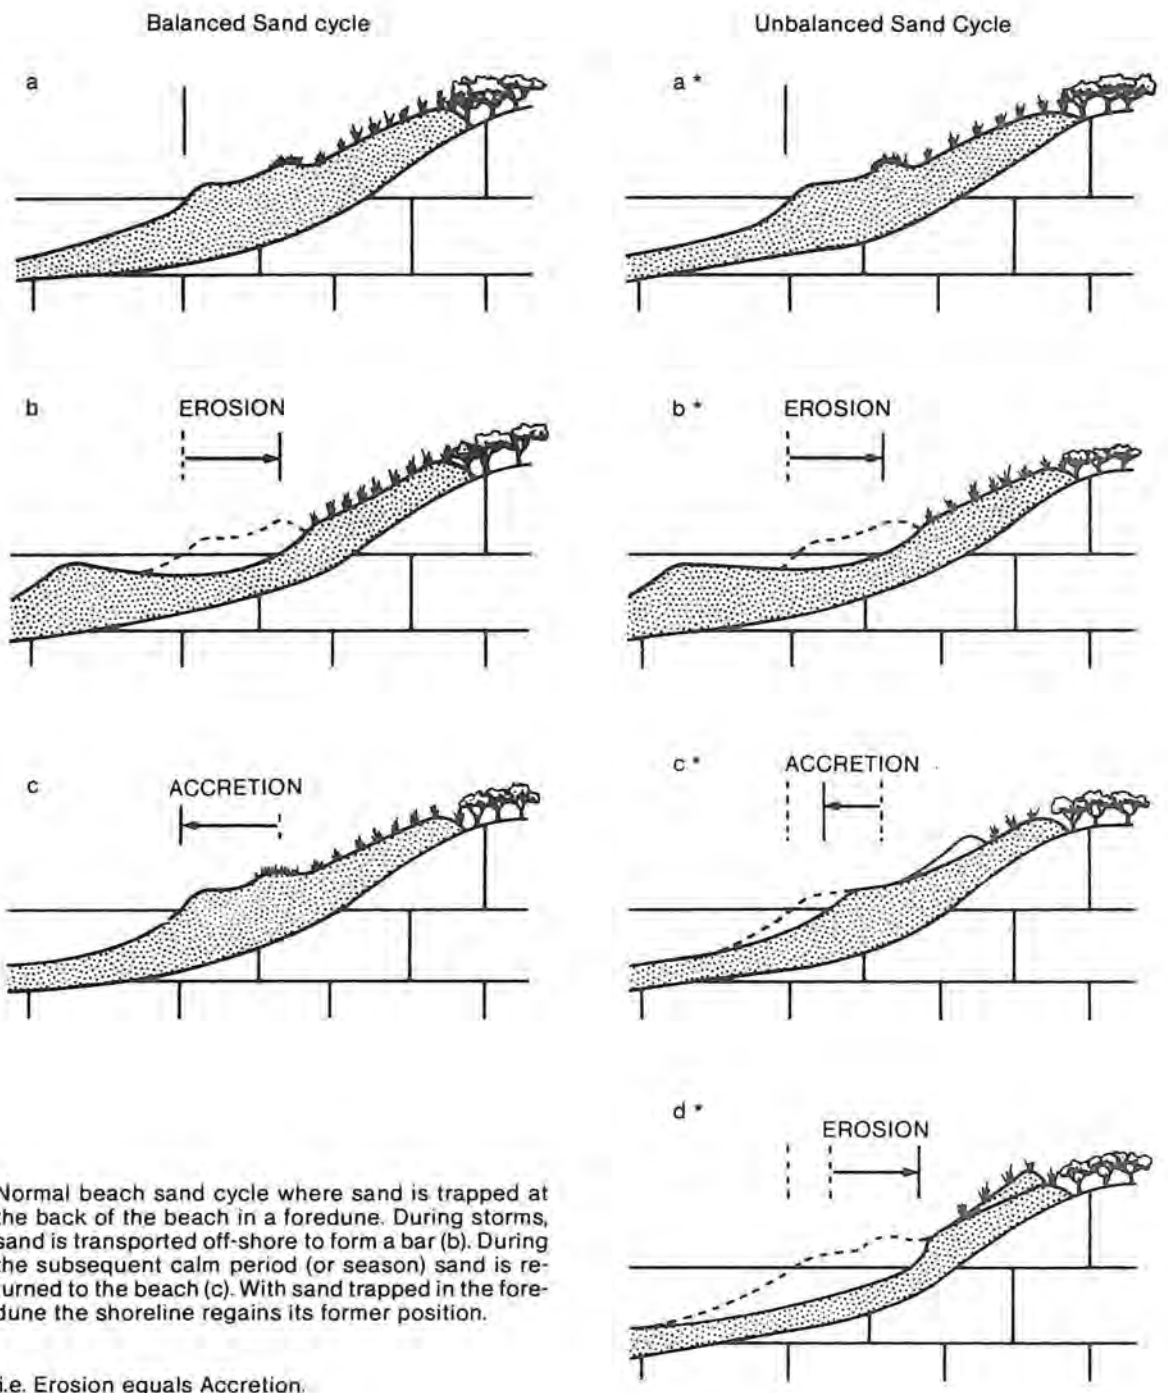 Balanced Sand cycle
Unbalanced Sand Cycle
a
a *
b
EROSION
b *
EROSION
c
ACCRETION
c *
ACCRETION
d *
EROSION
Normal beach sand cycle where sand is trapped at
the back of the beach in a foredune. During storms,
sand is transported off-shore to form a bar (b). During
the subsequent calm period (or season) sand is re-
turned to the beach (c). With sand trapped in the fore-
dune the shoreline regains its former position.
i.e. Erosion equals Accretion.